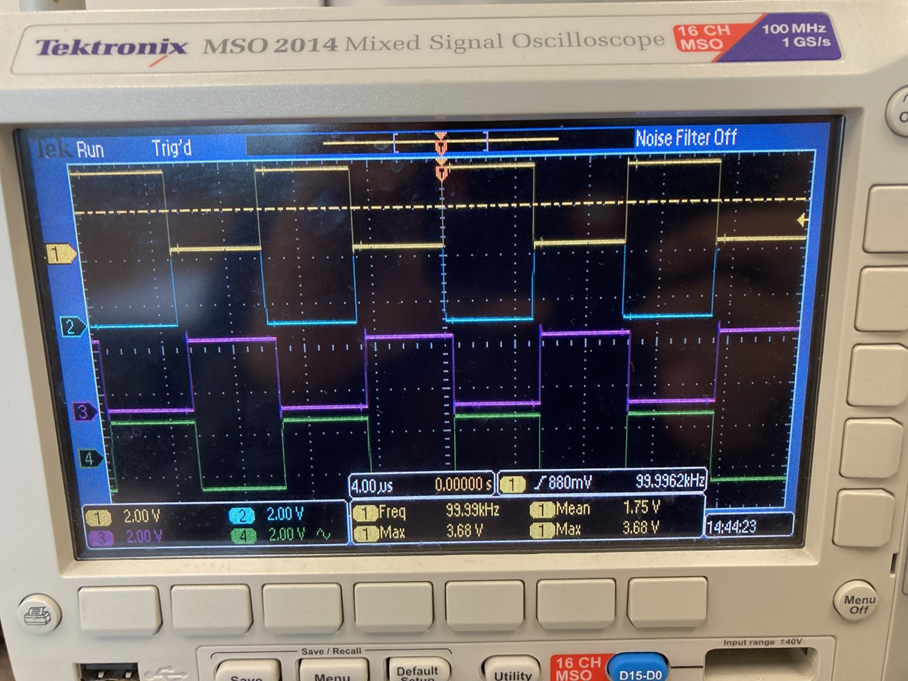 Tektronix MSO 2014 Mixed Signal Oscilloscope 16 CH MSO 100 MHz 1 GS/s
Tek Run Trig'd Noise Filter Off
T
T
1
2
3
4
4.00µs 0.00000 s 1 880mV 99.9962kHz
1 2.00 V 2 2.00 V
3 2.00 V 4 2.00 V
1 Freq 99.99kHz 1 Mean 1.75 V
1 Max 3.68 V 1 Max 3.68 V
14:44:23
Menu Off
Input range ±40V
Save / Recall
Save Menu Default Setup Utility 16 CH MSO D15-D0